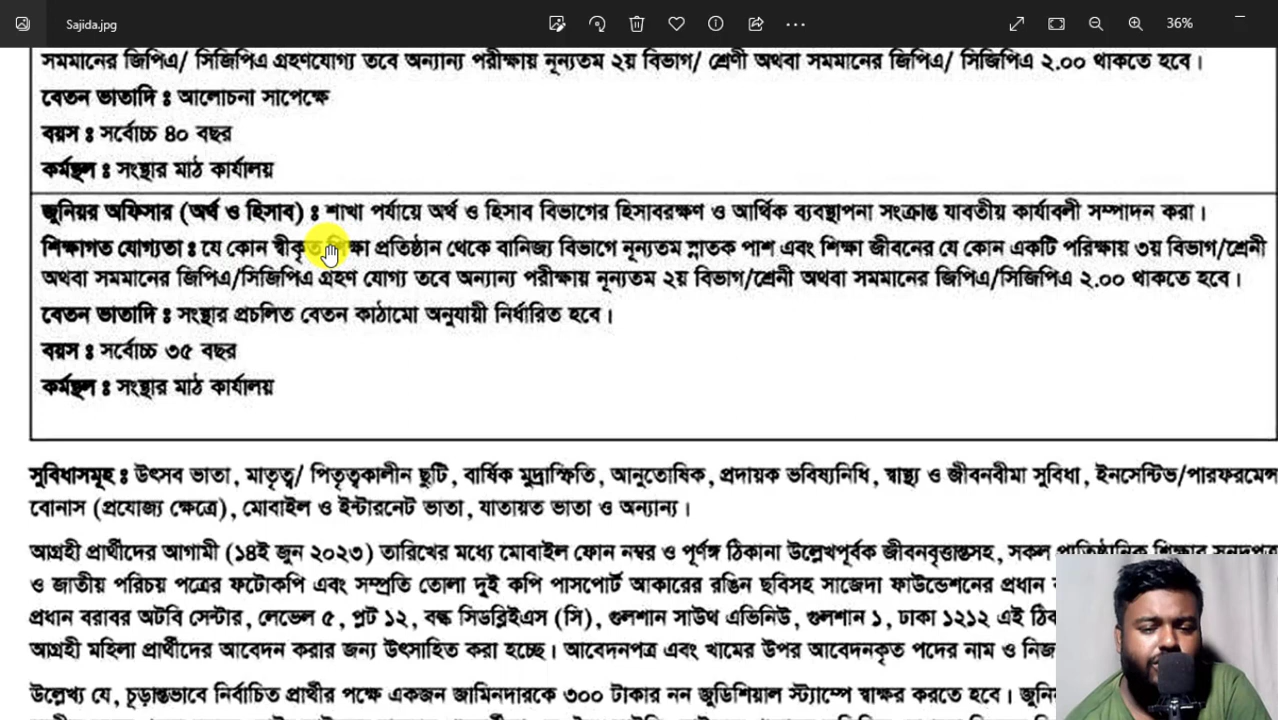 Sajida.jpg
36%
সমমানের জিপিএ/ সিজিপিএ গ্রহণযোগ্য তবে অন্যান্য পরীক্ষায় নূন্যতম ২য় বিভাগ/ শ্রেণী অথবা সমমানের জিপিএ/ সিজিপিএ ২.০০ থাকতে হবে।
বেতন ভাতাদি : আলোচনা সাপেক্ষে
বয়স : সর্বোচ্চ ৪০ বছর
কর্মস্থল : সংস্থার মাঠ কার্যালয়
জুনিয়র অফিসার (অর্থ ও হিসাব) : শাখা পর্যায়ে অর্থ ও হিসাব বিভাগের হিসাবরক্ষণ ও আর্থিক ব্যবস্থাপনা সংক্রান্ত যাবতীয় কার্যাবলী সম্পাদন করা।
শিক্ষাগত যোগ্যতা : যে কোন স্বীকৃত শিক্ষা প্রতিষ্ঠান থেকে বানিজ্য বিভাগে নূন্যতম স্নাতক পাশ এবং শিক্ষা জীবনের যে কোন একটি পরিক্ষায় ৩য় বিভাগ/শ্রেনী
অথবা সমমানের জিপিএ/সিজিপিএ গ্রহণ যোগ্য তবে অন্যান্য পরীক্ষায় নূন্যতম ২য় বিভাগ/শ্রেনী অথবা সমমানের জিপিএ/সিজিপিএ ২.০০ থাকতে হবে।
বেতন ভাতাদি : সংস্থার প্রচলিত বেতন কাঠামো অনুযায়ী নির্ধারিত হবে।
বয়স : সর্বোচ্চ ৩৫ বছর
কর্মস্থল : সংস্থার মাঠ কার্যালয়
সুবিধাসমূহ : উৎসব ভাতা, মাতৃত্ব/ পিতৃত্বকালীন ছুটি, বার্ষিক মুদ্রাস্ফিতি, আনুতোষিক, প্রদায়ক ভবিষ্যনিধি, স্বাস্থ্য ও জীবনবীমা সুবিধা, ইনসেন্টিভ/পারফরমেন্স
বোনাস (প্রযোজ্য ক্ষেত্রে), মোবাইল ও ইন্টারনেট ভাতা, যাতায়ত ভাতা ও অন্যান্য।
আগ্রহী প্রার্থীদের আগামী (১৪ই জুন ২০২৩) তারিখের মধ্যে মোবাইল ফোন নম্বর ও পূর্ণঙ্গ ঠিকানা উল্লেখপূর্বক জীবনবৃত্তান্তসহ, সকল প্রাতিষ্ঠানিক শিক্ষার সনদপত্র
ও জাতীয় পরিচয় পত্রের ফটোকপি এবং সম্প্রতি তোলা দুই কপি পাসপোর্ট আকারের রঙিন ছবিসহ সাজেদা ফাউন্ডেশনের প্রধান
প্রধান বরাবর অটবি সেন্টার, লেভেল ৫, প্লট ১২, ব্লক সিডব্লিইএস (সি), গুলশান সাউথ এভিনিউ, গুলশান ১, ঢাকা ১২১২ এই
আগ্রহী মহিলা প্রার্থীদের আবেদন করার জন্য উৎসাহিত করা হচ্ছে। আবেদনপত্র এবং খামের উপর আবেদনকৃত পদের নাম ও নিজ
উল্লেখ্য যে, চূড়ান্তভাবে নির্বাচিত প্রার্থীর পক্ষে একজন জামিনদারকে ৩০০ টাকার নন জুডিশিয়াল স্ট্যাম্পে স্বাক্ষর করতে হবে।